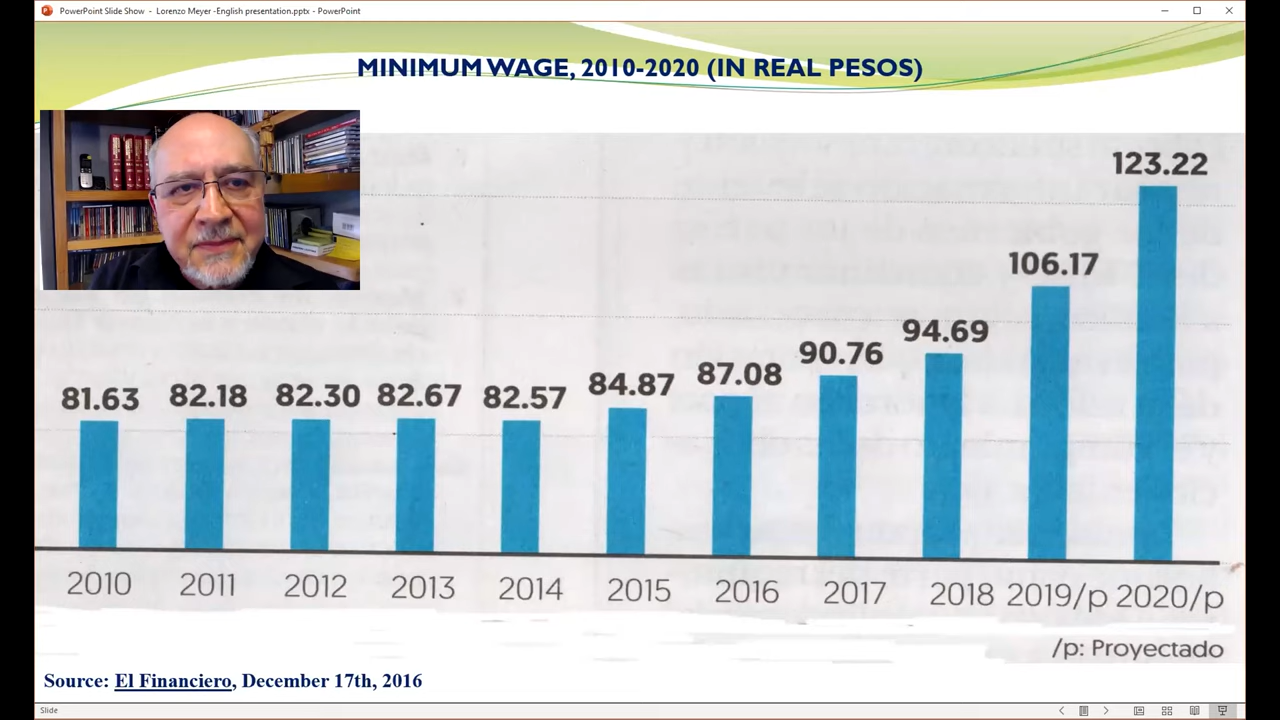 PowerPoint Slide Show - Lorenzo Meyer -English presentation.pptx - PowerPoint
MINIMUM WAGE, 2010-2020 (IN REAL PESOS)
81.63 82.18 82.30 82.67 82.57 84.87 87.08 90.76 94.69 106.17 123.22
2010 2011 2012 2013 2014 2015 2016 2017 2018 2019/p 2020/p
/p: Proyectado
Source: El Financiero, December 17th, 2016
Slide